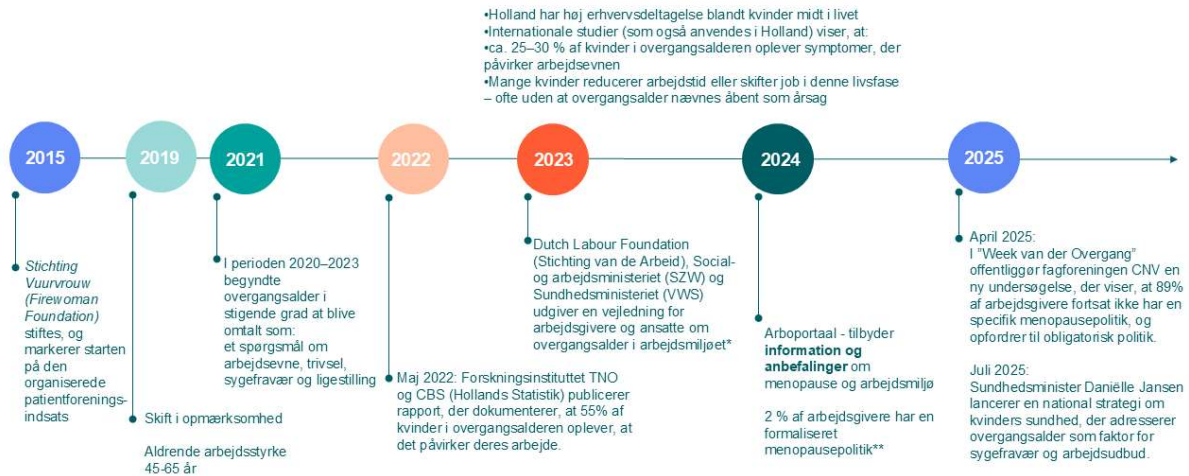 •Holland har høj erhvervsdeltagelse blandt kvinder midt i livet
•Internationale studier (som også anvendes i Holland) viser, at:
•ca. 25–30 % af kvinder i overgangsalderen oplever symptomer, der
påvirker arbejdsevnen
•Mange kvinder reducerer arbejdstid eller skifter job i denne livsfase
– ofte uden at overgangsalder nævnes åbent som årsag
2015
2019
2021
2022
2023
2024
2025
Stichting
Vuurvrouw
(Firewoman
Foundation)
stiftes, og
markerer starten
på den
organiserede
patientforenings-
indsats
Skift i opmærksomhed
Aldrende arbejdsstyrke
45-65 år
I perioden 2020–2023
begyndte
overgangsalder i
stigende grad at blive
omtalt som:
et spørgsmål om
arbejdsevne, trivsel,
sygefravær og ligestilling
Maj 2022: Forskningsinstituttet TNO
og CBS (Hollands Statistik) publicerer
rapport, der dokumenterer, at 55% af
kvinder i overgangsalderen oplever, at
det påvirker deres arbejde.
Dutch Labour Foundation
(Stichting van de Arbeid), Social-
og arbejdsministeriet (SZW) og
Sundhedsministeriet (VWS)
udgiver en vejledning for
arbejdsgivere og ansatte om
overgangsalder i arbejdsmiljøet*
Arboportaal - tilbyder
information og
anbefalinger om
menopause og arbejdsmiljø
2 % af arbejdsgivere har en
formaliseret
menopausepolitik**
April 2025:
I ”Week van der Overgang”
offentliggør fagforeningen CNV en
ny undersøgelse, der viser, at 89%
af arbejdsgivere fortsat ikke har en
specifik menopausepolitik, og
opfordrer til obligatorisk politik.
Juli 2025:
Sundhedsminister Daniëlle Jansen
lancerer en national strategi om
kvinders sundhed, der adresserer
overgangsalder som faktor for
sygefravær og arbejdsudbud.